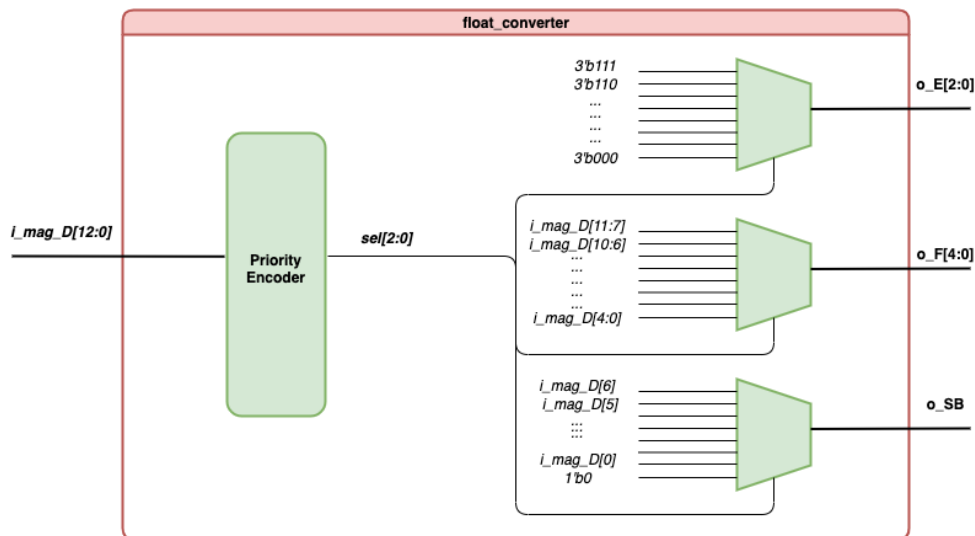 float_converter
3'b111
3'b110
...
...
...
...
3'b000
o_E[2:0]
i_mag_D[12:0]
Priority
Encoder
sel[2:0]
i_mag_D[11:7]
i_mag_D[10:6]
...
...
...
...
...
i_mag_D[4:0]
o_F[4:0]
i_mag_D[6]
i_mag_D[5]
...
...
...
i_mag_D[0]
1'b0
o_SB